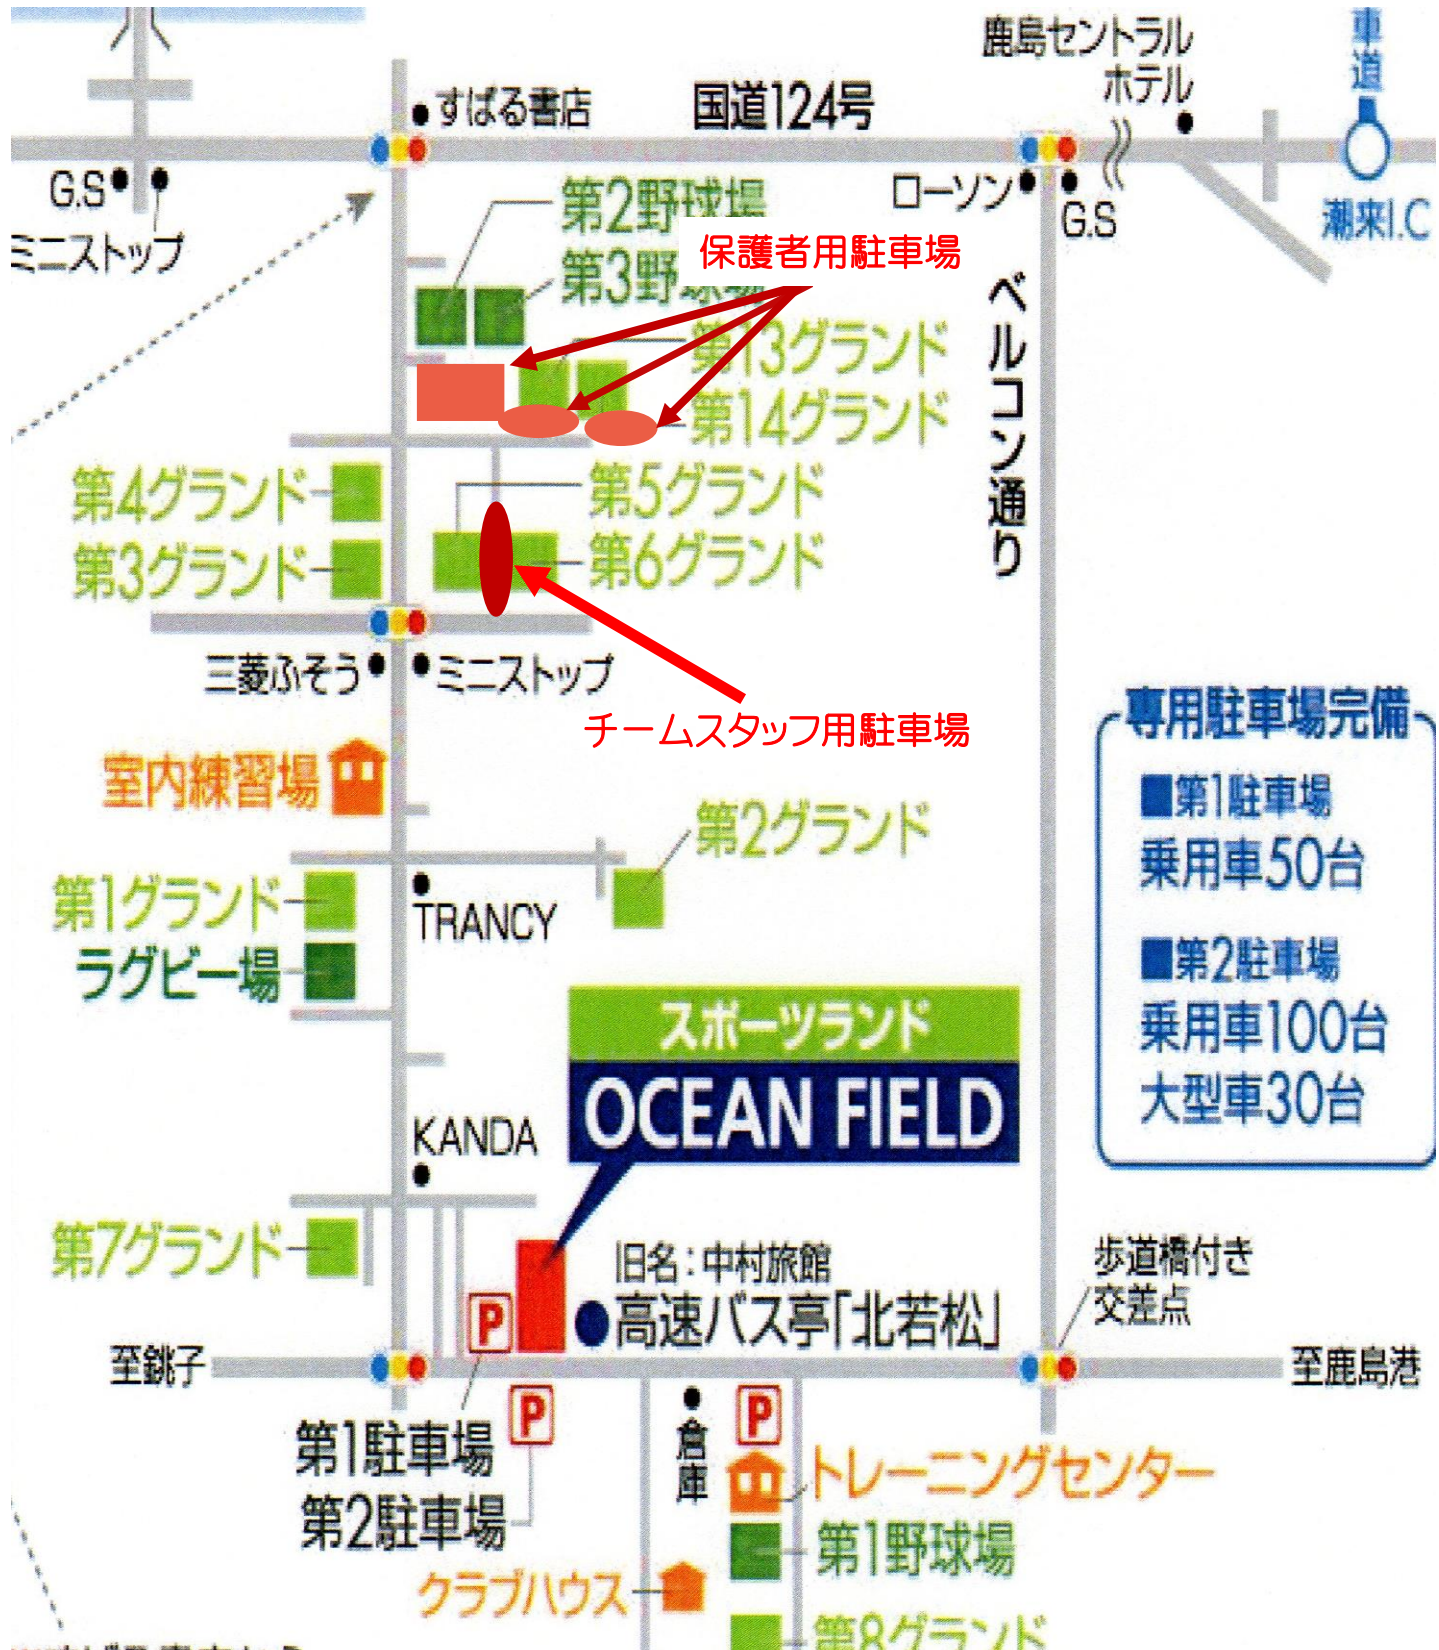 鹿島セントラル
ホテル
車道
すばる書店
国道124号
G.S
ミニストップ
ローソン
G.S
潮来I.C
第2野球場
保護者用駐車場
第3野球場
ベルコン通り
第13グランド
第14グランド
第4グランド
第5グランド
第3グランド
第6グランド
三菱ふそう
ミニストップ
チームスタッフ用駐車場
専用駐車場完備
■第1駐車場
乗用車50台
■第2駐車場
乗用車100台
大型車30台
室内練習場
第2グランド
第1グランド
TRANCY
ラグビー場
スポーツランド
OCEAN FIELD
KANDA
第7グランド
旧名:中村旅館
高速バス亭「北若松」
歩道橋付き
交差点
P
至銚子
至鹿島港
P
P
倉庫
第1駐車場
第2駐車場
トレーニングセンター
第1野球場
クラブハウス
第8グランド